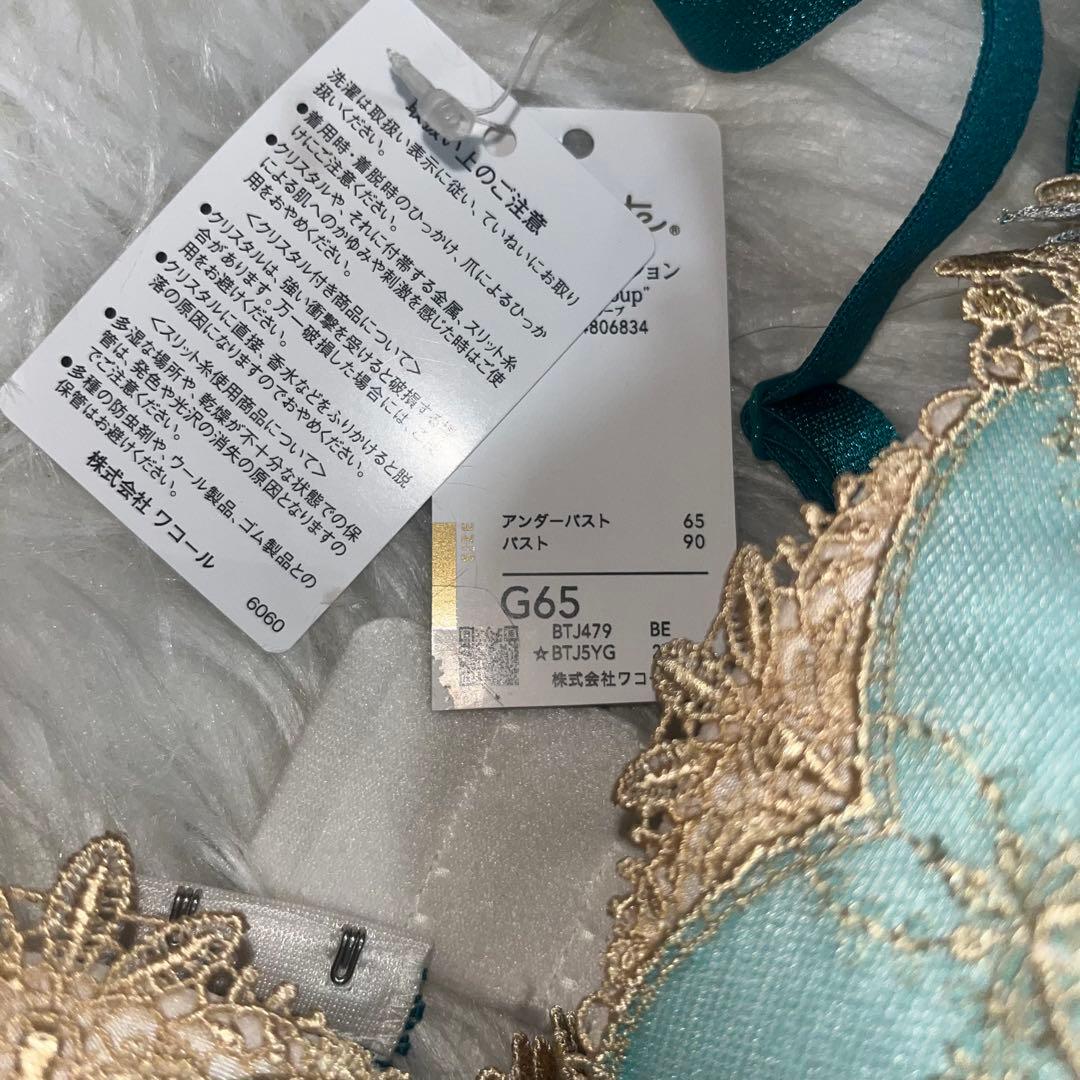 取扱い上のご注意
洗濯は取扱い表示に従い、ていねいにお取り
扱いください。
●着用時・着脱時のひっかけ、爪によるひっか
けにご注意ください。
●クリスタルや、それに付帯する金属、スリット糸
による肌へのかゆみや刺激を感じた時はご使
用をおやめください。
<クリスタル付き商品について>
●クリスタルは、強い衝撃を受けると破損する場
合があります。万一破損した場合には、ご
用をお避けください。
●クリスタルに直接、香水などをふりかけると脱
落の原因になりますのでおやめください。
<スリット糸使用商品について>
●多湿な場所や、乾燥が不十分な状態での保
管は、発色や光沢の消失の原因となりますの
でご注意ください。
●多種の防虫剤や、ウール製品、ゴム製品との
保管はお避けください。
株式会社 ワコール
6060
ション
oup"
ープ
4806834
SIZE
アンダーバスト 65
バスト 90
G65
BTJ479 BE
☆BTJ5YG 2
株式会社ワコー